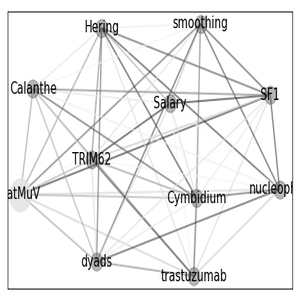 smoothing
Hering
Calanthe
SF1
Salary
TRIM62
atMuV
nucleopl
Cymbidium
dyads
trastuzumab